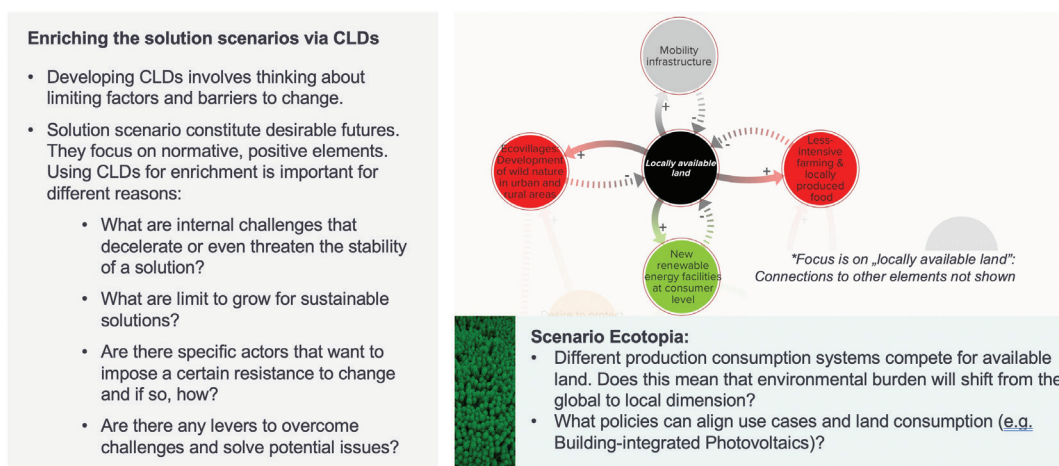 Enriching the solution scenarios via CLDs
• Developing CLDs involves thinking about
limiting factors and barriers to change.
• Solution scenario constitute desirable futures.
They focus on normative, positive elements.
Using CLDs for enrichment is important for
different reasons:
• What are internal challenges that
decelerate or even threaten the stability
of a solution?
• What are limit to grow for sustainable
solutions?
• Are there specific actors that want to
impose a certain resistance to change
and if so, how?
• Are there any levers to overcome
challenges and solve potential issues?
Mobility
infrastructure
+
-
Ecovillages:
Development
of wild nature
in urban and
rural areas
+
-
Locally available
land
-
+
Less-
intensive
farming &
locally
produced
food
+
-
New
renewable
energy facilities
at consumer
level
+
+
Desire to protect
*Focus is on „locally available land":
Connections to other elements not shown
Scenario Ecotopia:
• Different production consumption systems compete for available
land. Does this mean that environmental burden will shift from the
global to local dimension?
• What policies can align use cases and land consumption (e.g.
Building-integrated Photovoltaics)?